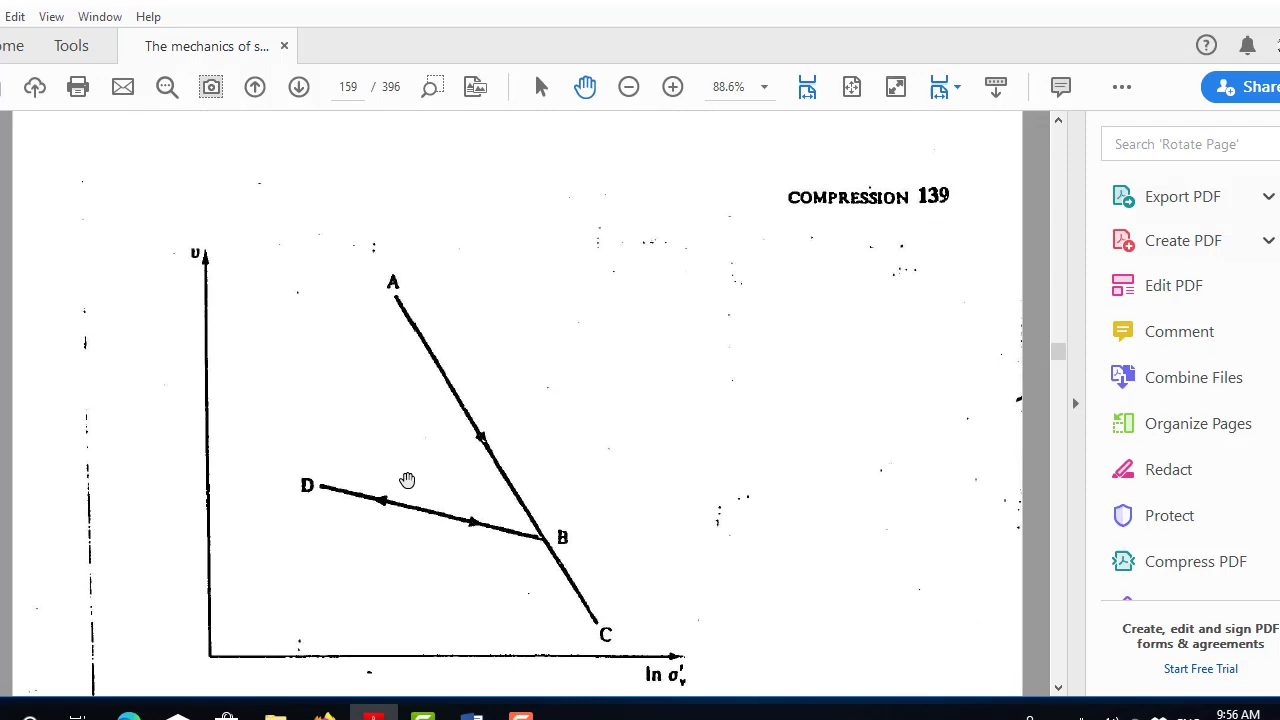 Edit View Window Help
ome Tools The mechanics of s... ×
159 / 396 88.6% Share
Search 'Rotate Page'
Export PDF
Create PDF
Edit PDF
Comment
Combine Files
Organize Pages
Redact
Protect
Compress PDF
Create, edit and sign PDF
forms & agreements
Start Free Trial
COMPRESSION 139
υ
A
D
B
C
ln σ′v
9:56 AM